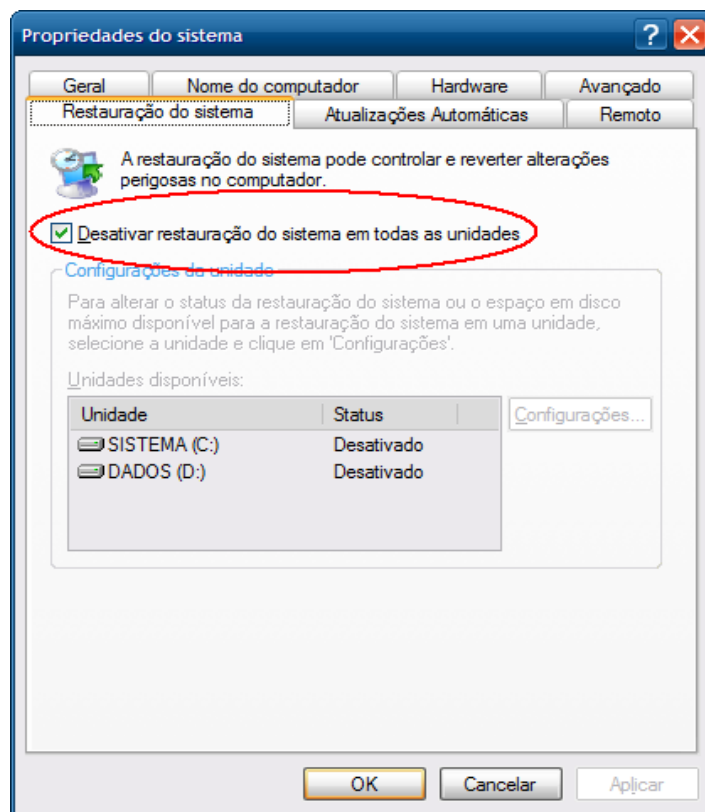 Propriedades do sistema
Geral
Nome do computador
Hardware
Avançado
Restauração do sistema
Atualizações Automáticas
Remoto
A restauração do sistema pode controlar e reverter alterações
perigosas no computador.
Desativar restauração do sistema em todas as unidades
Configurações da unidade
Para alterar o status da restauração do sistema ou o espaço em disco
máximo disponível para a restauração do sistema em uma unidade,
selecione a unidade e clique em 'Configurações'.
Unidades disponíveis:
Unidade Status
Configurações...
SISTEMA (C:) Desativado
DADOS (D:) Desativado
OK
Cancelar
Aplicar